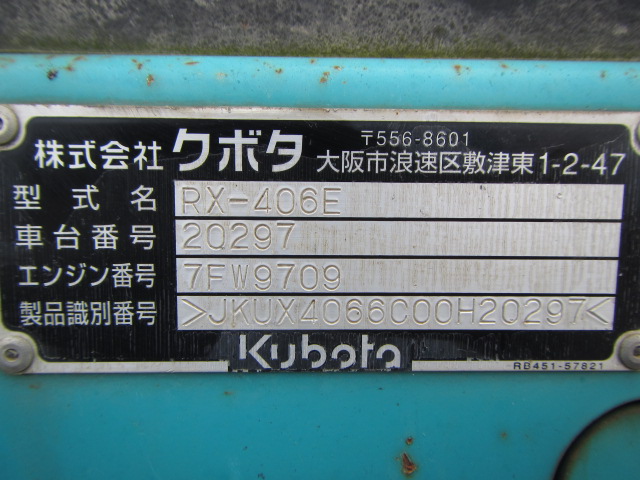 株式会社 クボタ 〒556-8601
大阪市浪速区敷津東1-2-47
型式名 RX-406E
車台番号 20297
エンジン番号 7FW9709
製品識別番号 >JKUX4066C00H20297<
Kubota
RB451-57821